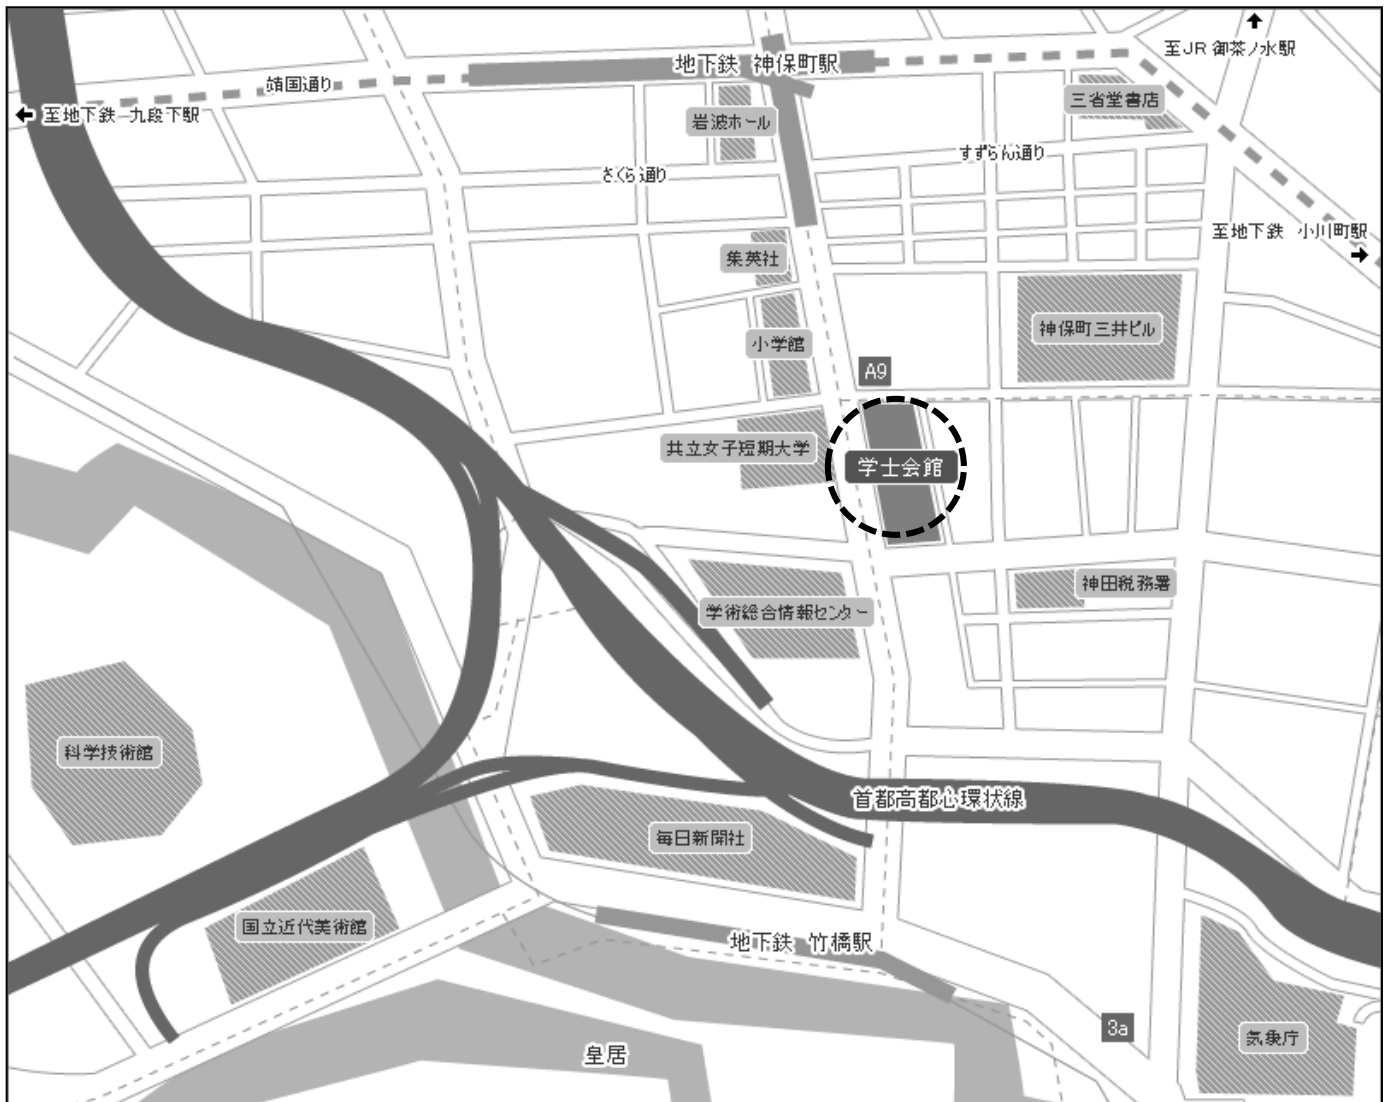 至JR 御茶ノ水駅
地下鉄 神保町駅
靖国通り
三省堂書店
至地下鉄 九段下駅
岩波ホール
すずらん通り
さくら通り
至地下鉄 小川町駅
集英社
神保町三井ビル
小学館
A9
共立女子短期大学
学士会館
神田税務署
学術総合情報センター
科学技術館
首都高都心環状線
毎日新聞社
国立近代美術館
地下鉄 竹橋駅
3a
気象庁
皇居